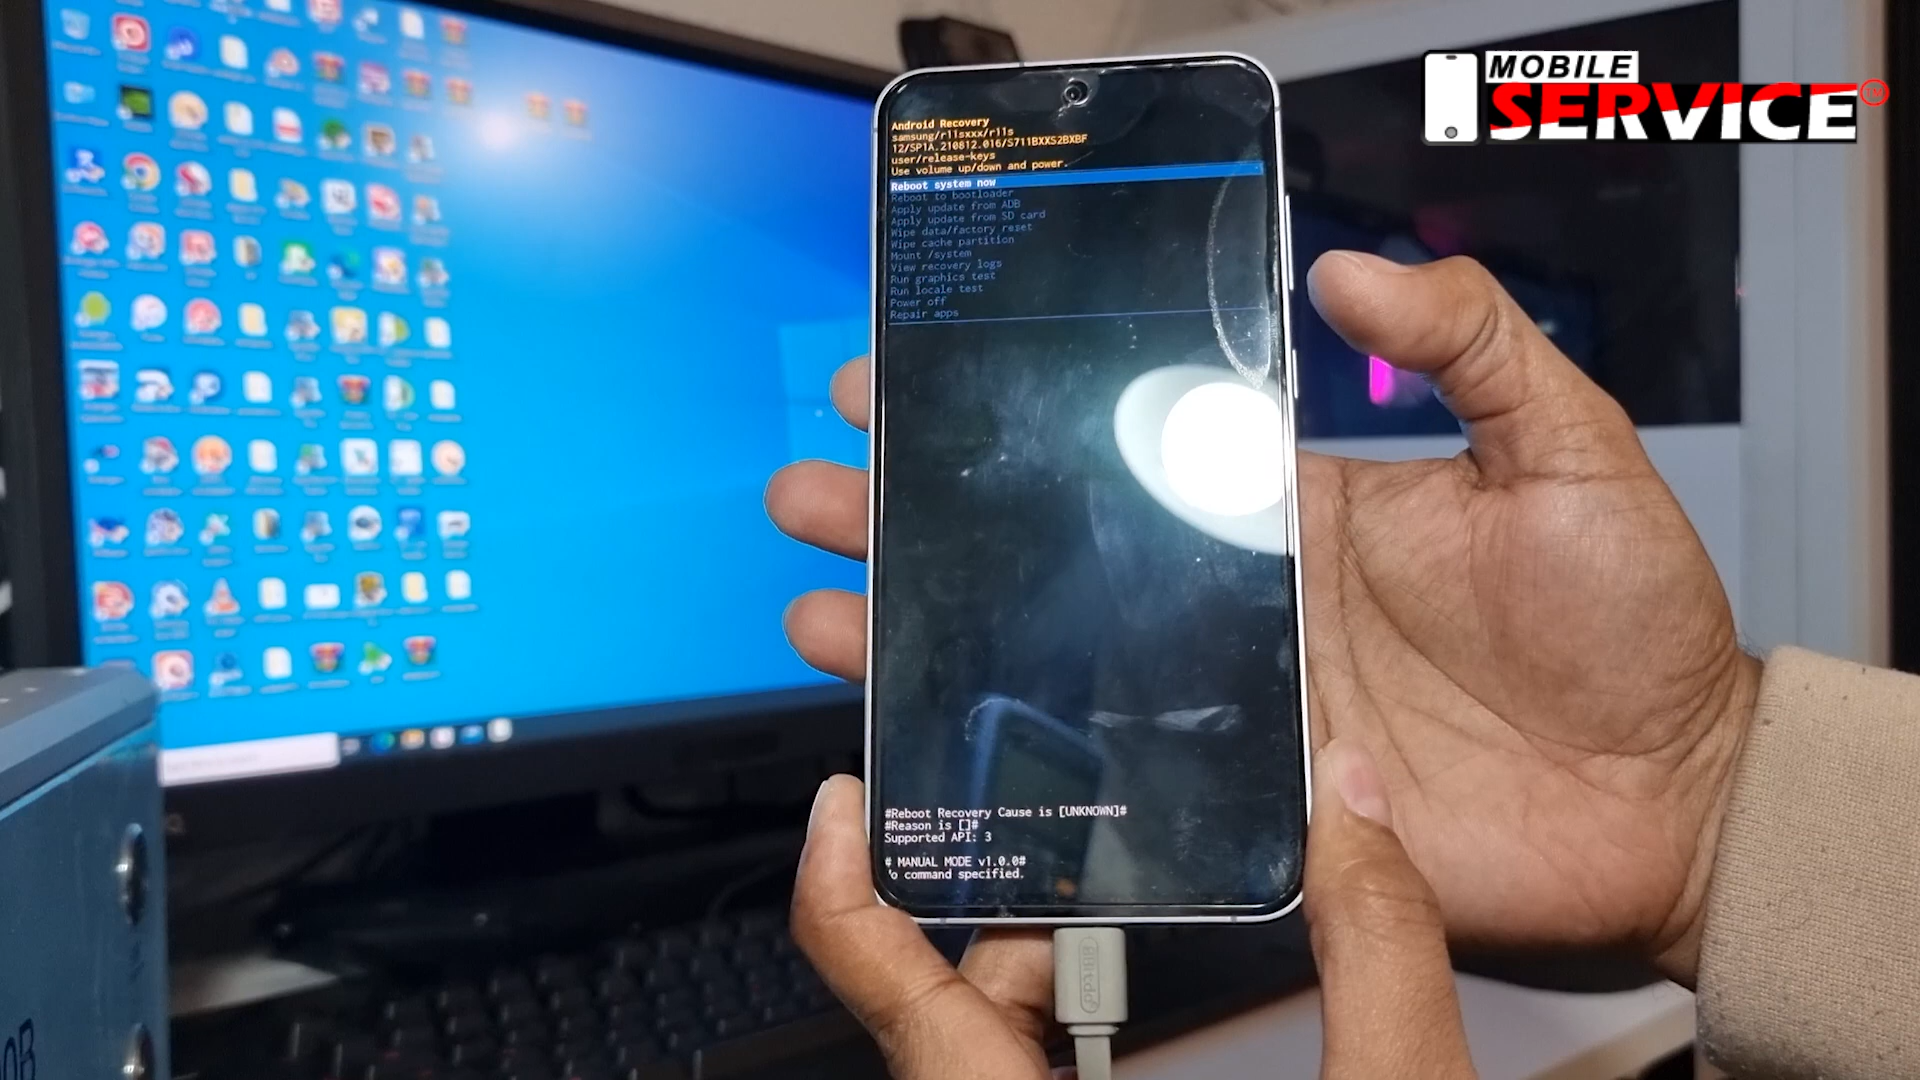 MOBILE
SERVICE
TM
Android Recovery
samsung/r11sxxx/r11s
12/SP1A.210812.016/S711BXXS2BXBF
user/release-keys
Use volume up/down and power.
Reboot system now
Reboot to bootloader
Apply update from ADB
Apply update from SD card
Wipe data/factory reset
Wipe cache partition
Mount /system
View recovery logs
Run graphics test
Run locale test
Power off
Repair apps
#Reboot Recovery Cause is [UNKNOWN]#
#Reason is []#
Supported API: 3
# MANUAL MODE v1.0.0#
o command specified.